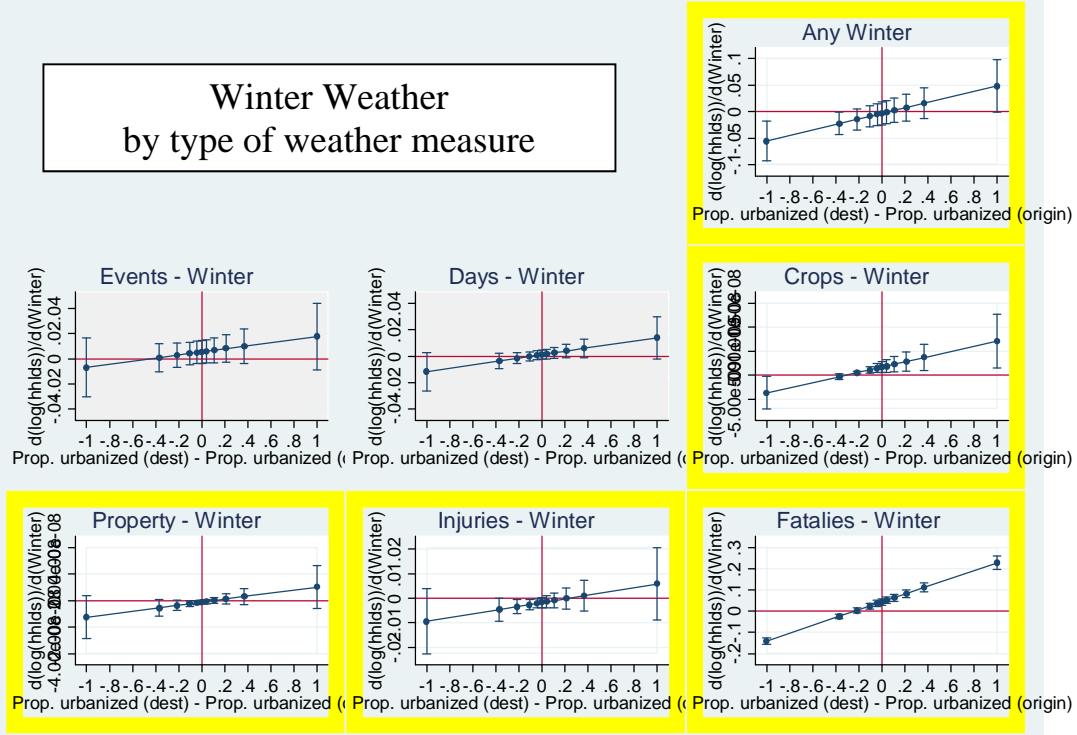 Any Winter
Winter Weather
by type of weather measure
d(log(hhlds))/d(Winter)
-.1 -.05 0 .05 .1
-1 -.8 -.6 -.4 -.2 0 .2 .4 .6 .8 1
Prop. urbanized (dest) - Prop. urbanized (origin)
Events - Winter
d(log(hhlds))/d(Winter)
-.04 -.02 0 .02 .04
-1 -.8 -.6 -.4 -.2 0 .2 .4 .6 .8 1
Prop. urbanized (dest) - Prop. urbanized (
Days - Winter
d(log(hhlds))/d(Winter)
-.04 -.02 0 .02 .04
-1 -.8 -.6 -.4 -.2 0 .2 .4 .6 .8 1
Prop. urbanized (dest) - Prop. urbanized (
Crops - Winter
d(log(hhlds))/d(Winter)
-1 -.8 -.6 -.4 -.2 0 .2 .4 .6 .8 1
Prop. urbanized (dest) - Prop. urbanized (origin)
Property - Winter
d(log(hhlds))/d(Winter)
-1 -.8 -.6 -.4 -.2 0 .2 .4 .6 .8 1
Prop. urbanized (dest) - Prop. urbanized (
Injuries - Winter
d(log(hhlds))/d(Winter)
-.02 -.01 0 .01 .02
-1 -.8 -.6 -.4 -.2 0 .2 .4 .6 .8 1
Prop. urbanized (dest) - Prop. urbanized (
Fatalies - Winter
d(log(hhlds))/d(Winter)
-.2 -.1 0 .1 .2 .3
-1 -.8 -.6 -.4 -.2 0 .2 .4 .6 .8 1
Prop. urbanized (dest) - Prop. urbanized (origin)